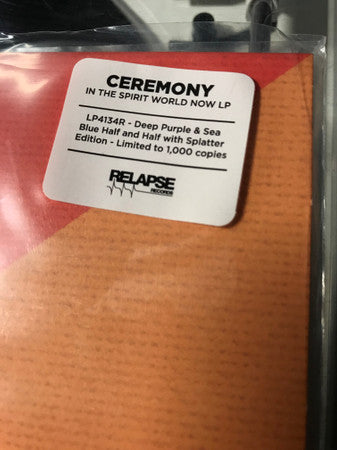 CEREMONY
IN THE SPIRIT WORLD NOW LP
LP4134R - Deep Purple & Sea
Blue Half and Half with Splatter
Edition - Limited to 1,000 copies
RELAPSE
RECORDS